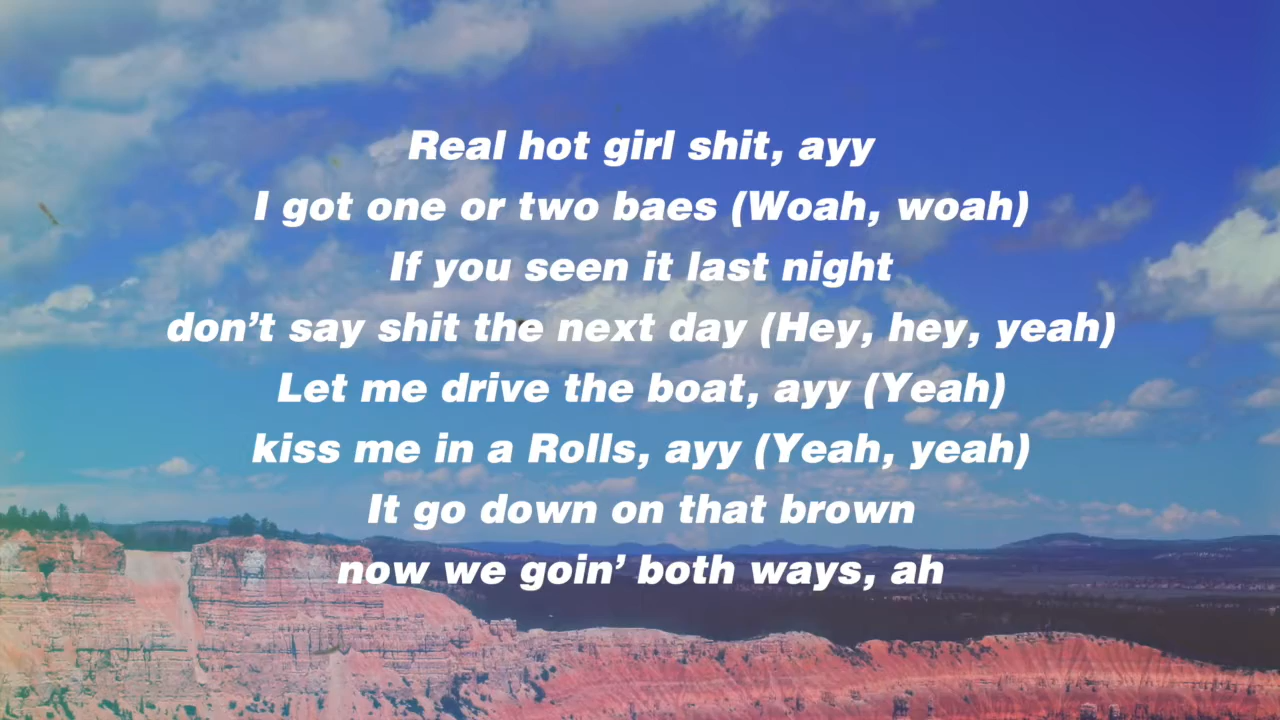 Real hot girl shit, ayy
I got one or two baes (Woah, woah)
If you seen it last night
don’t say shit the next day (Hey, hey, yeah)
Let me drive the boat, ayy (Yeah)
kiss me in a Rolls, ayy (Yeah, yeah)
It go down on that brown
now we goin’ both ways, ah